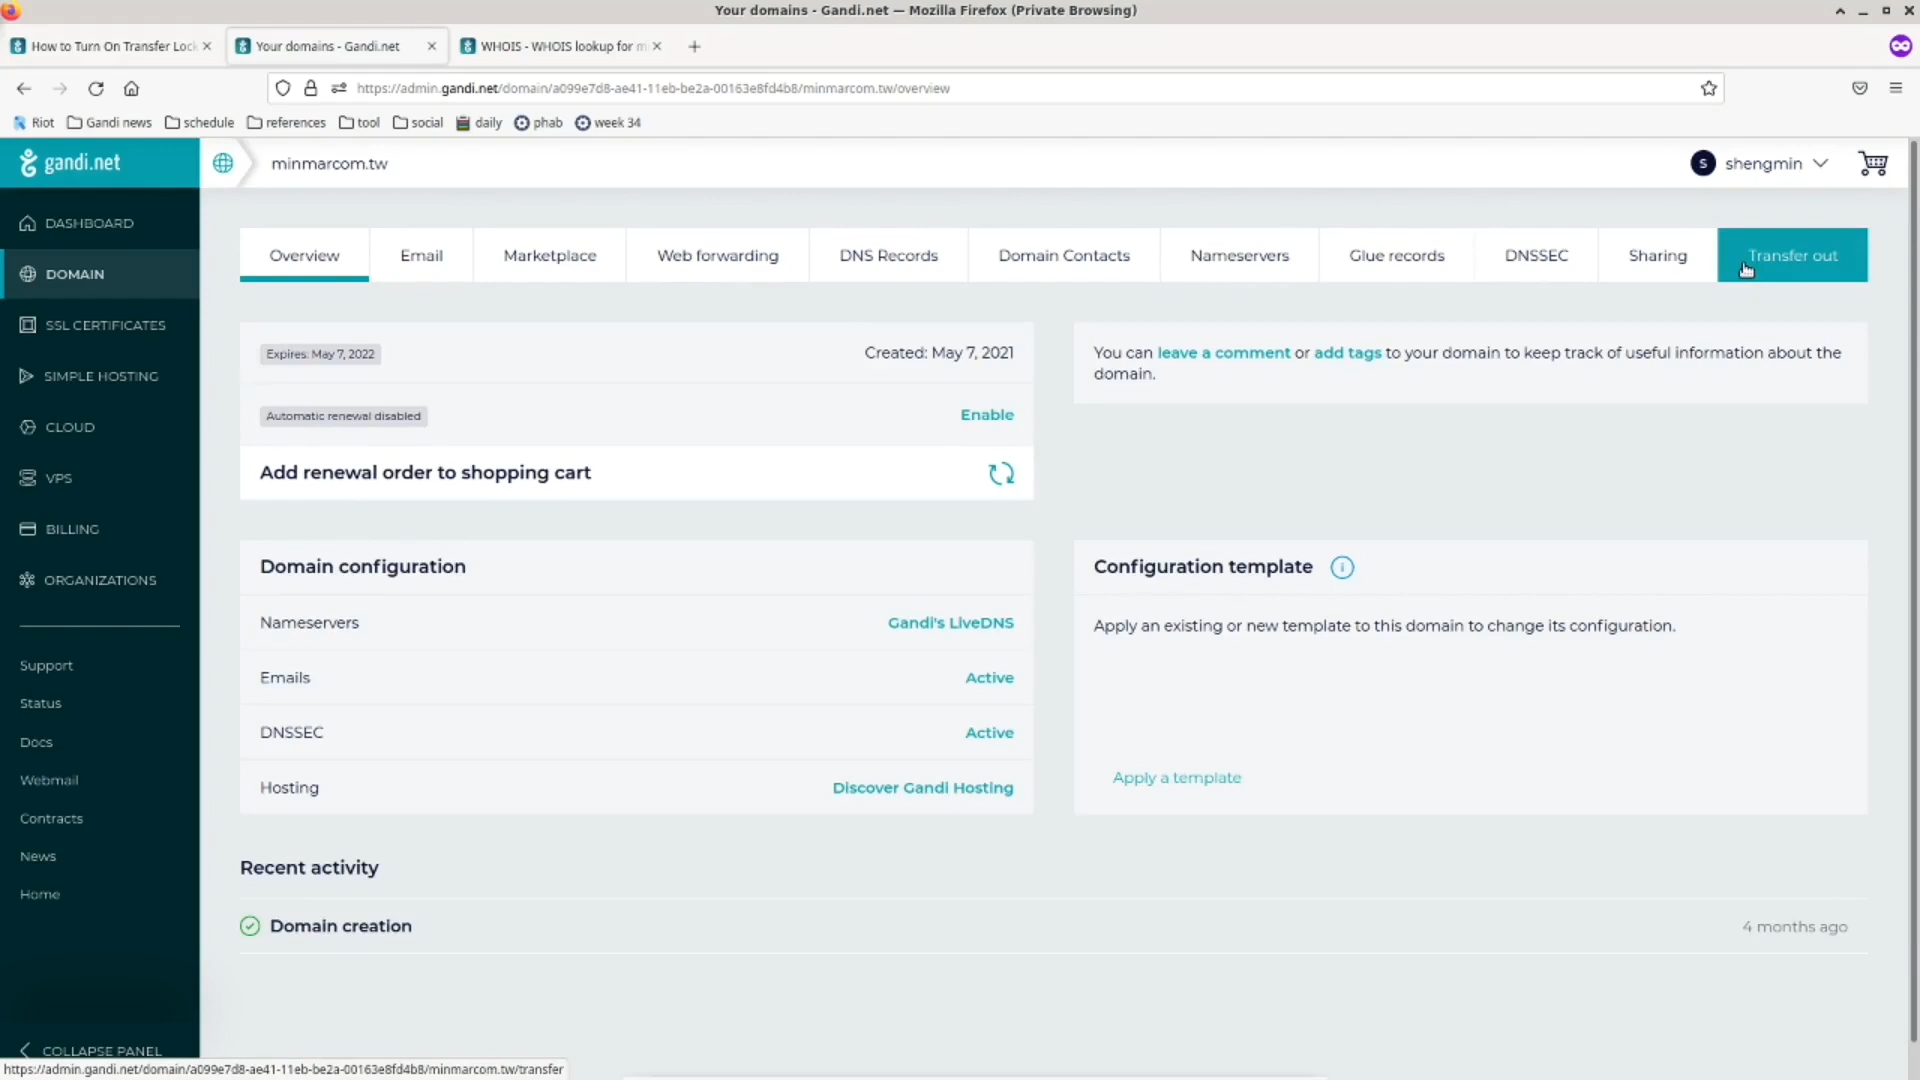 Your domains - Gandi.net — Mozilla Firefox (Private Browsing)
How to Turn On Transfer Loc
Your domains - Gandi.net
WHOIS - WHOIS lookup for m
https://admin.gandi.net/domain/a099e7d8-ae41-11eb-be2a-00163e8fd4b8/minmarcom.tw/overview
Riot
Gandi news
schedule
references
tool
social
daily
phab
week 34
gandi.net
minmarcom.tw
S
shengmin
DASHBOARD
DOMAIN
SSL CERTIFICATES
SIMPLE HOSTING
CLOUD
VPS
BILLING
ORGANIZATIONS
Support
Status
Docs
Webmail
Contracts
News
Home
COLLAPSE PANEL
Overview
Email
Marketplace
Web forwarding
DNS Records
Domain Contacts
Nameservers
Glue records
DNSSEC
Sharing
Transfer out
Expires: May 7, 2022
Created: May 7, 2021
Automatic renewal disabled
Enable
Add renewal order to shopping cart
You can leave a comment or add tags to your domain to keep track of useful information about the
domain.
Domain configuration
Nameservers
Gandi's LiveDNS
Emails
Active
DNSSEC
Active
Hosting
Discover Gandi Hosting
Configuration template
i
Apply an existing or new template to this domain to change its configuration.
Apply a template
Recent activity
Domain creation
4 months ago
https://admin.gandi.net/domain/a099e7d8-ae41-11eb-be2a-00163e8fd4b8/minmarcom.tw/transfer